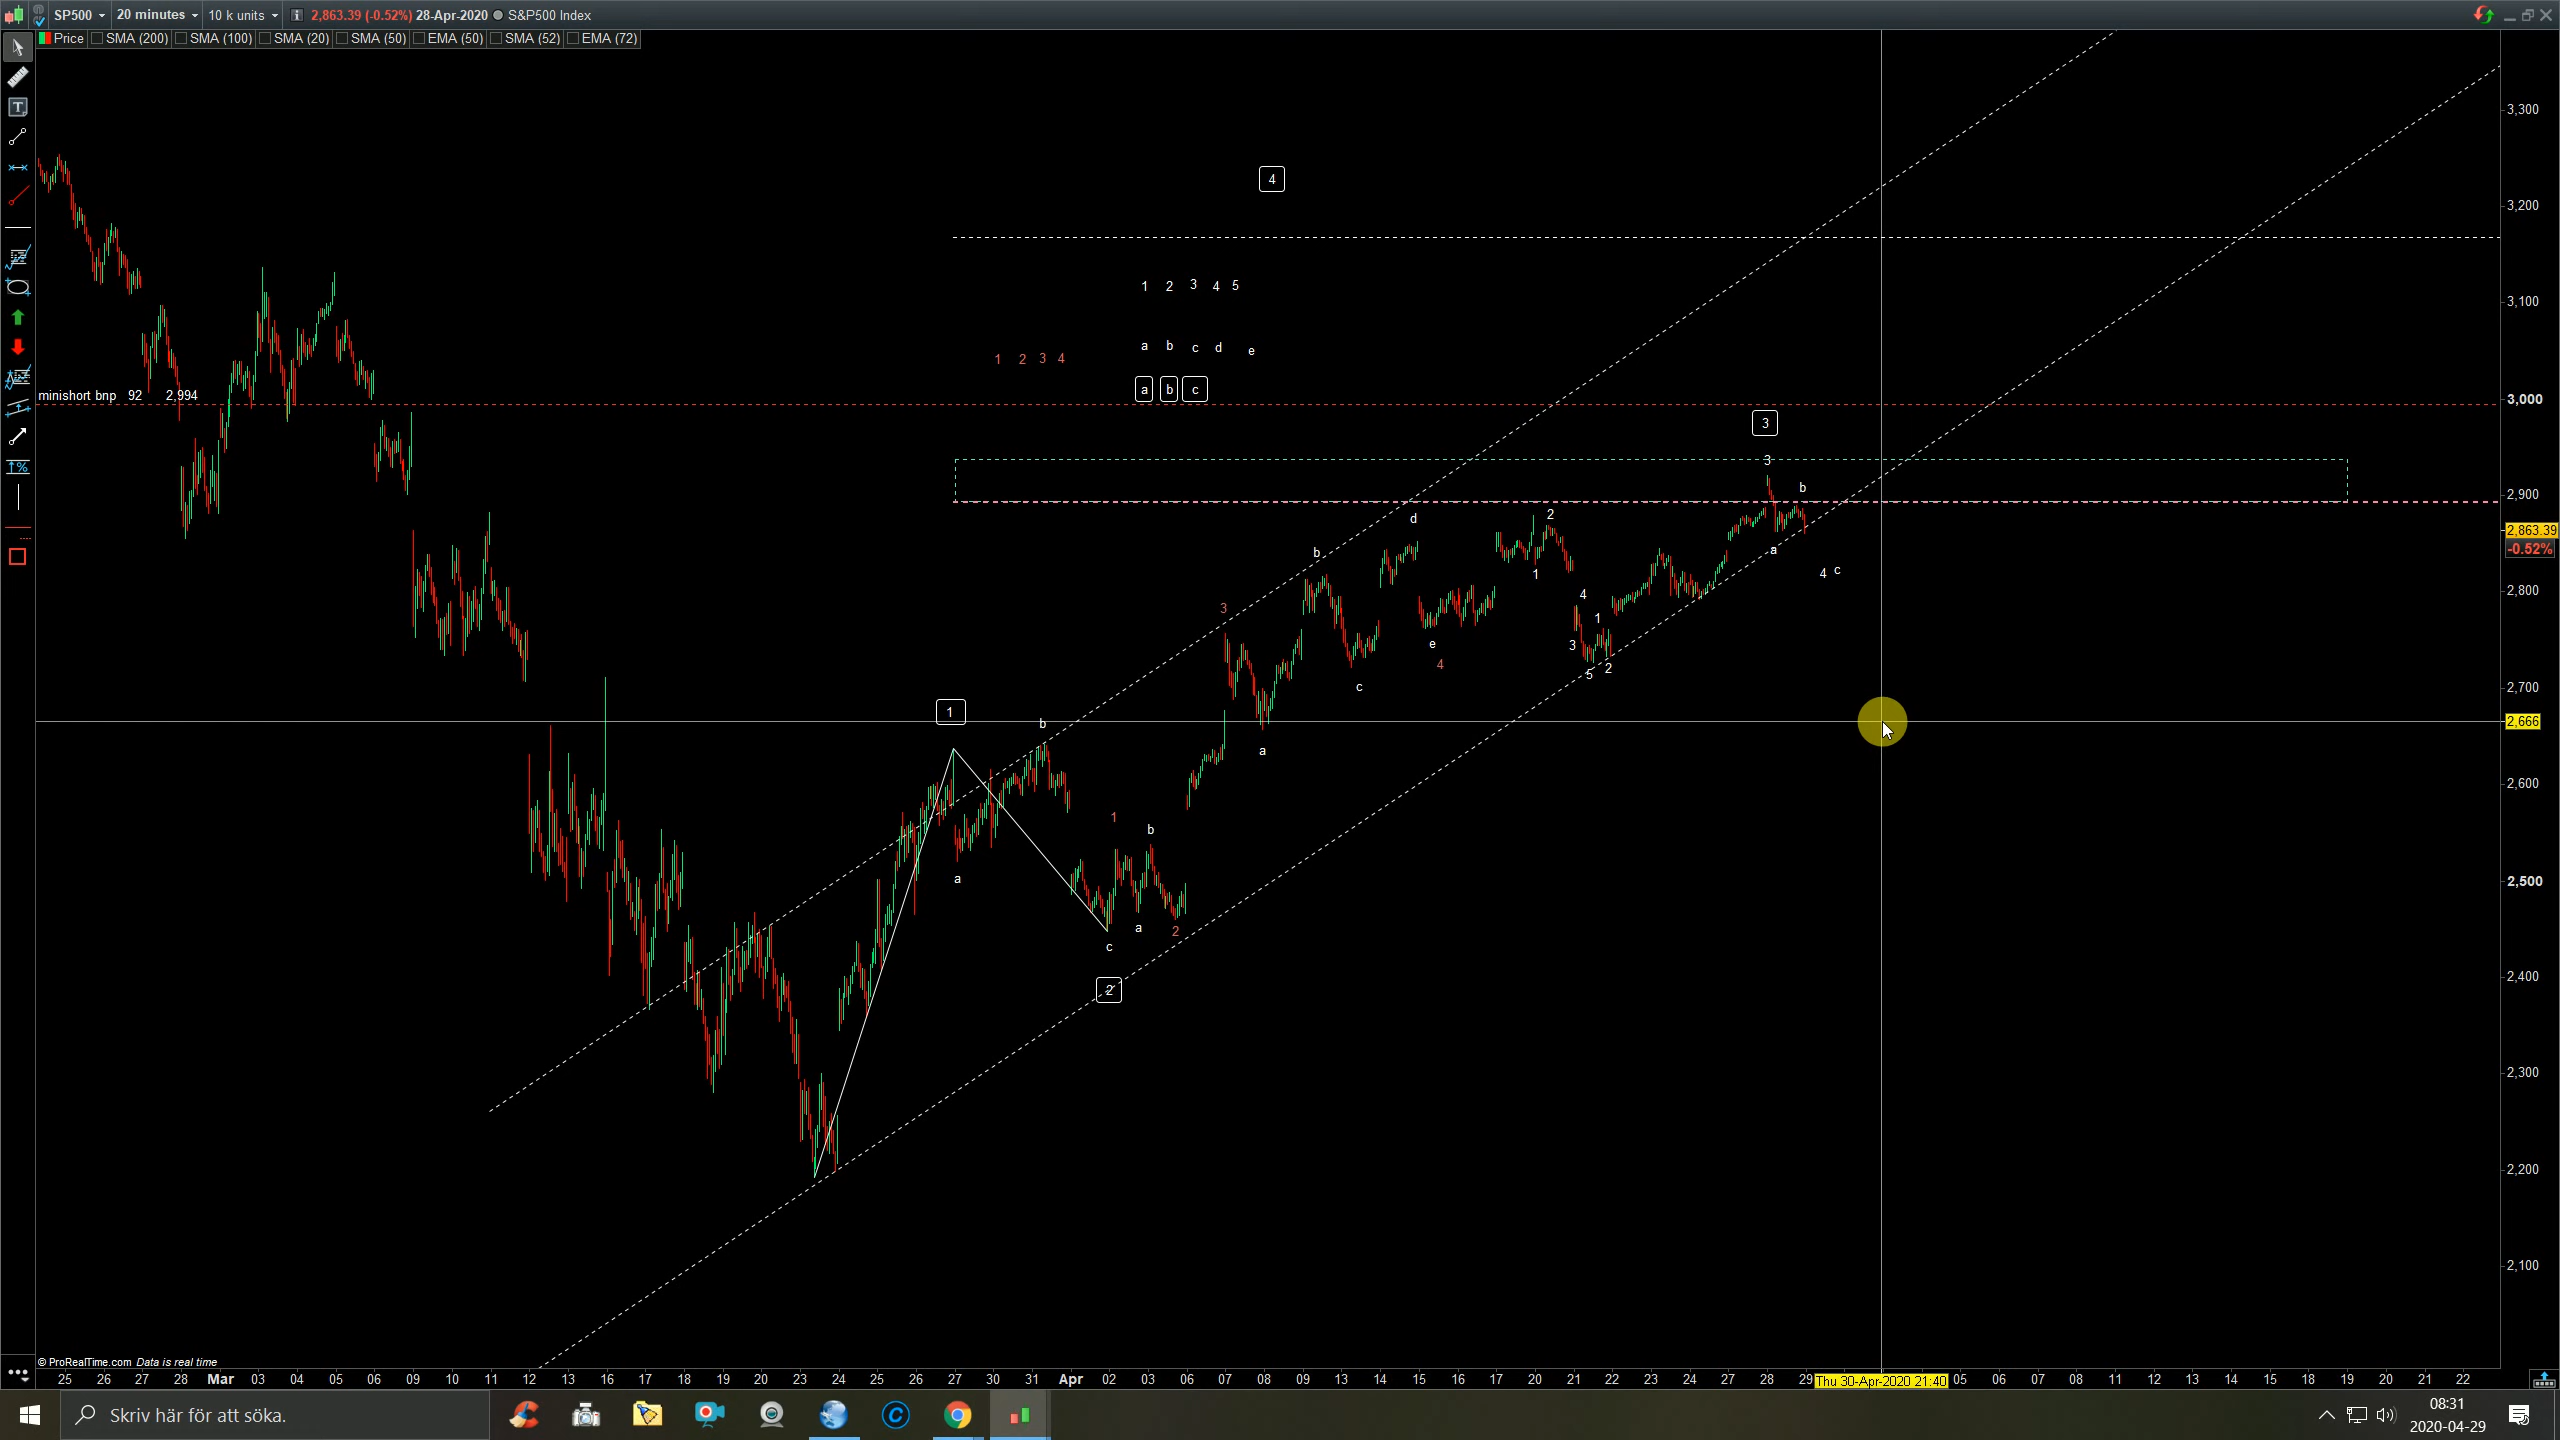 SP500 20 minutes 10 k units 2,863.39 (-0.52%) 28-Apr-2020 S&P500 Index
Price SMA (200) SMA (100) SMA (20) SMA (50) EMA (50) SMA (52) EMA (72)
3,300
4
3,200
3,100
1 2 3 4 5
a b c d e
1 2 3 4
a b c
minishort bnp 92 2,994
3,000
3
3
b
2,900
d 2
2,863.39
-0.52%
b a
1 4 c
2,800
4
3 1
e 3
4 5 2
c
2,700
1 b
2,666
a
2,600
1
b
a
2,500
a 2
c
2
2,400
2,300
2,200
2,100
© ProRealTime.com Data is real time
25 26 27 28 Mar 03 04 05 06 09 10 11 12 13 16 17 18 19 20 23 24 25 26 27 30 31 Apr 02 03 06 07 08 09 13 14 15 16 17 20 21 22 23 24 27 28 29 Thu 30-Apr-2020 21:40 05 06 07 08 11 12 13 14 15 18 19 20 21 22
Skriv här för att söka.
08:31
2020-04-29